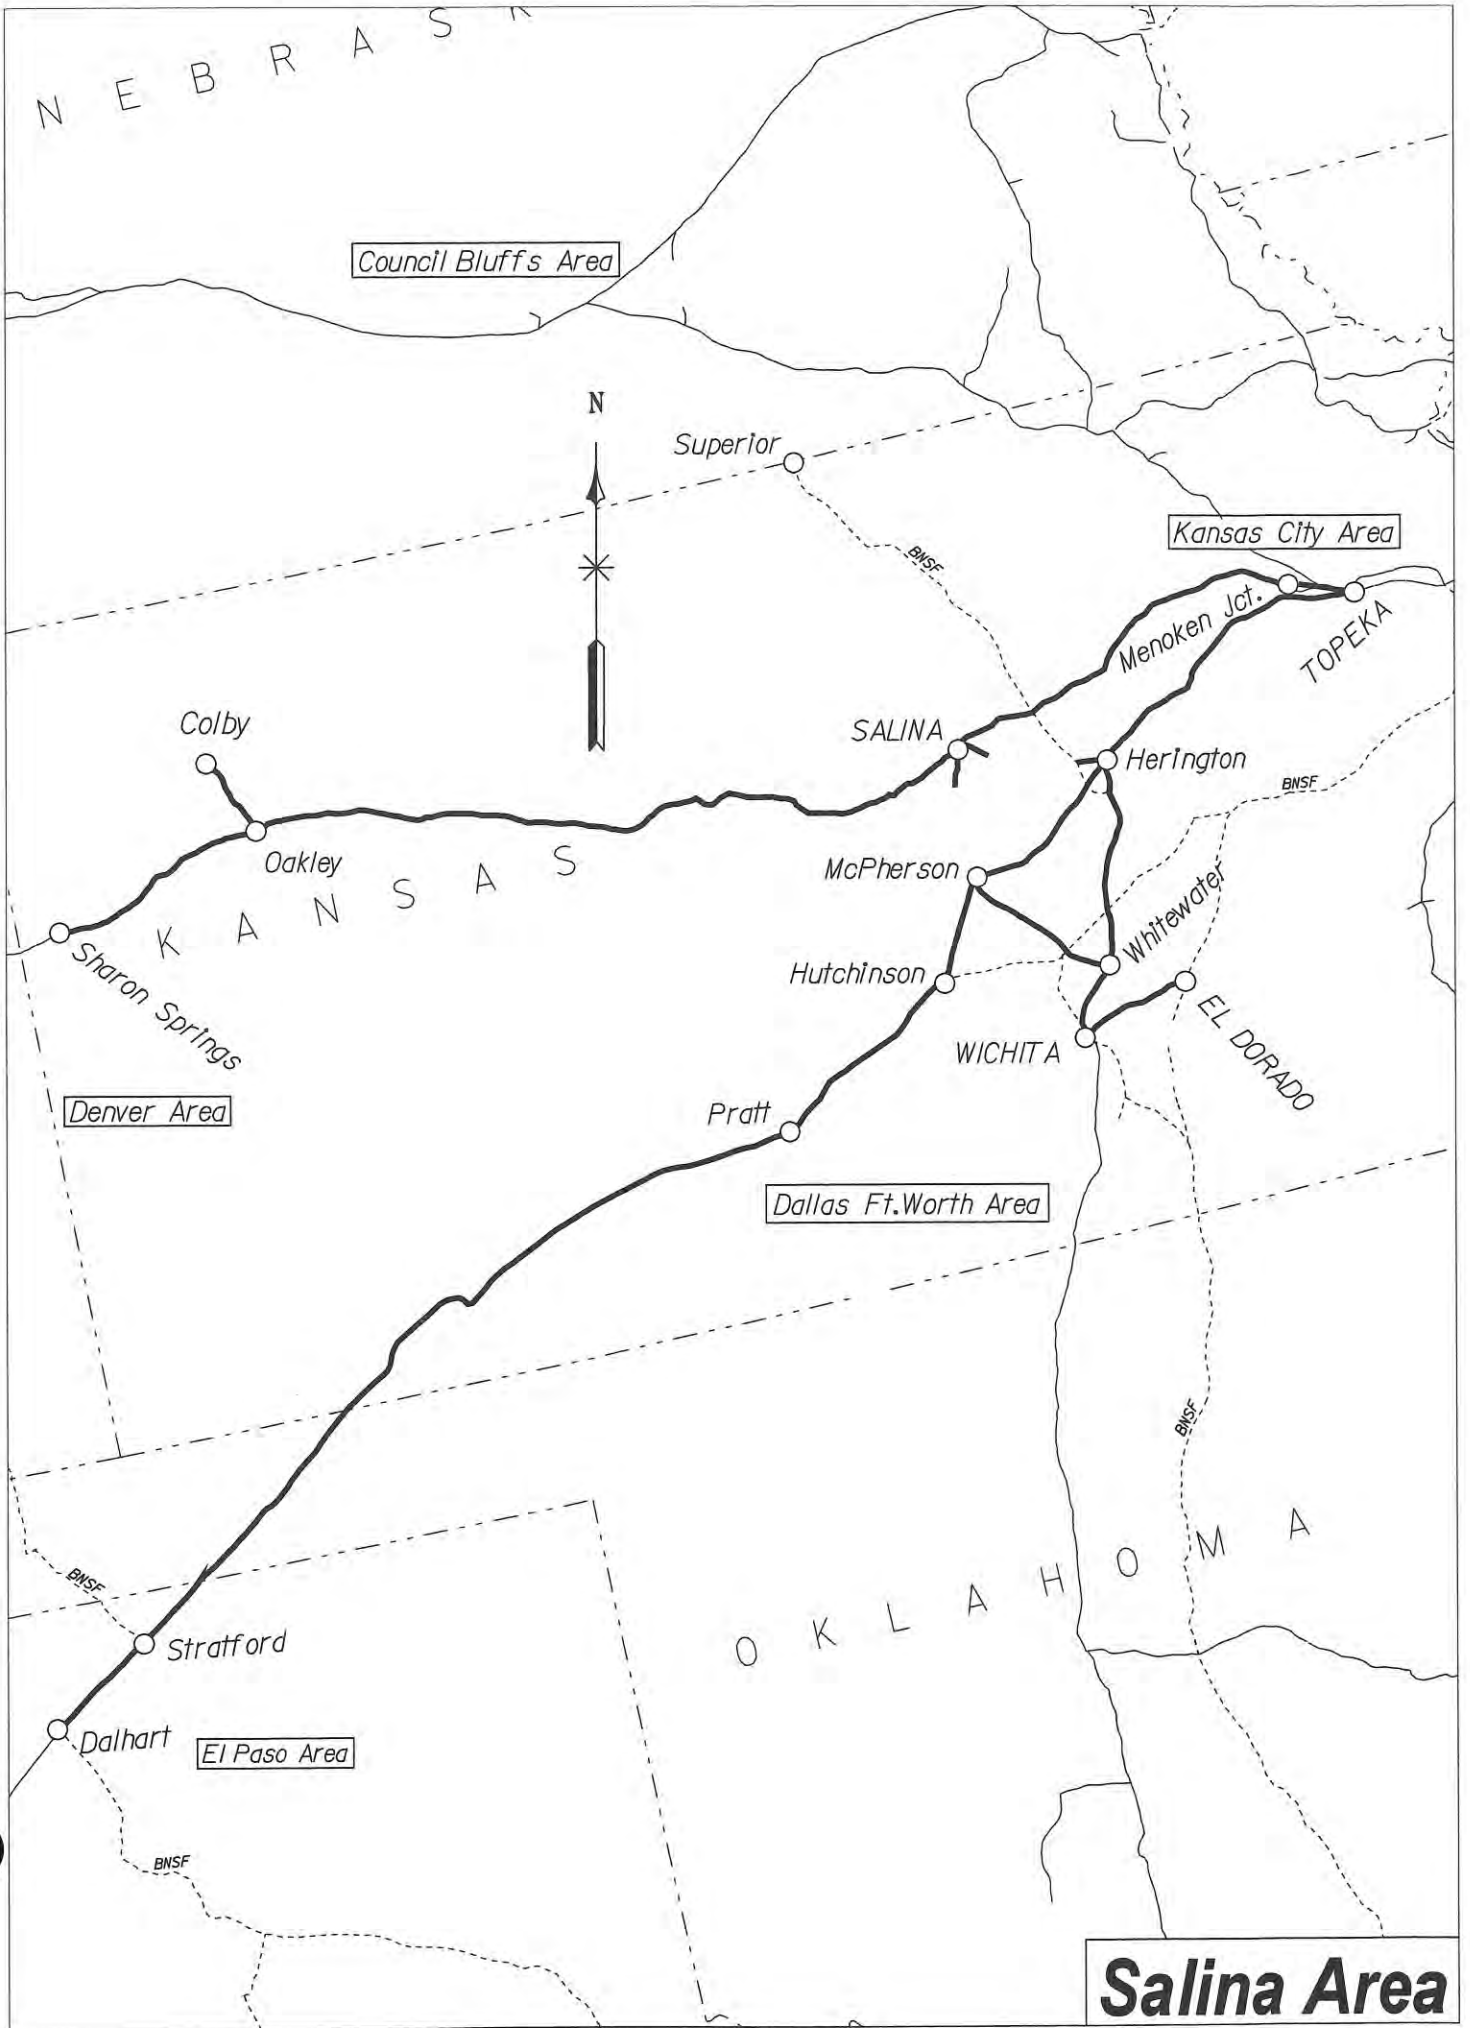 NEBRASK
Council Bluffs Area
N
Superior
Kansas City Area
BNSF
Menoken Jct.
TOPEKA
Colby
SALINA
Herington
BNSF
Oakley
KANSAS
McPherson
Whitewater
Sharon Springs
Hutchinson
EL DORADO
WICHITA
Denver Area
Pratt
Dallas Ft.Worth Area
BNSF
OKLAHOMA
BNSF
Stratford
Dalhart
El Paso Area
BNSF
Salina Area